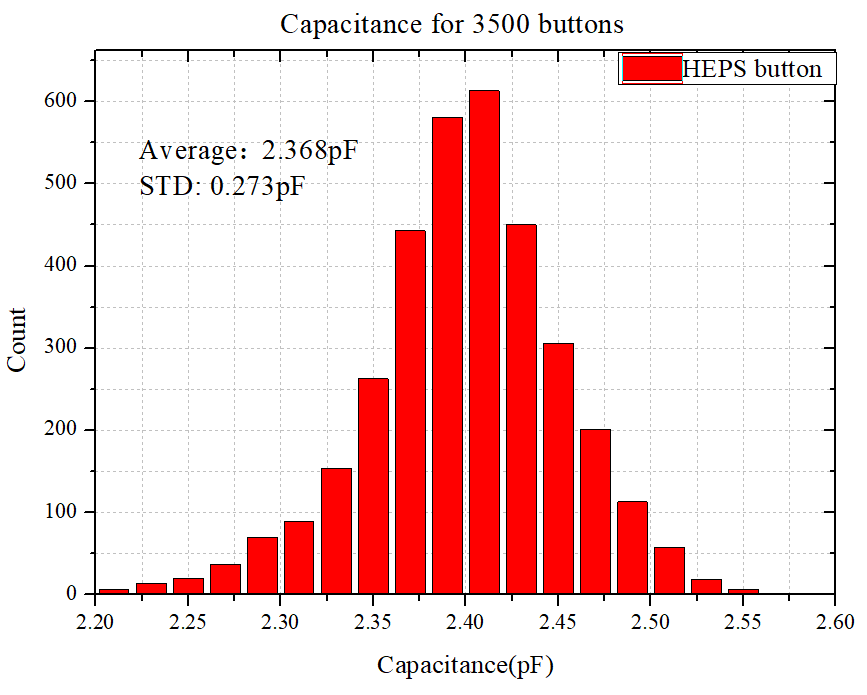 Capacitance for 3500 buttons
HEPS button
Average：2.368pF
STD: 0.273pF
600
500
400
300
200
100
0
Count
2.20 2.25 2.30 2.35 2.40 2.45 2.50 2.55 2.60
Capacitance(pF)